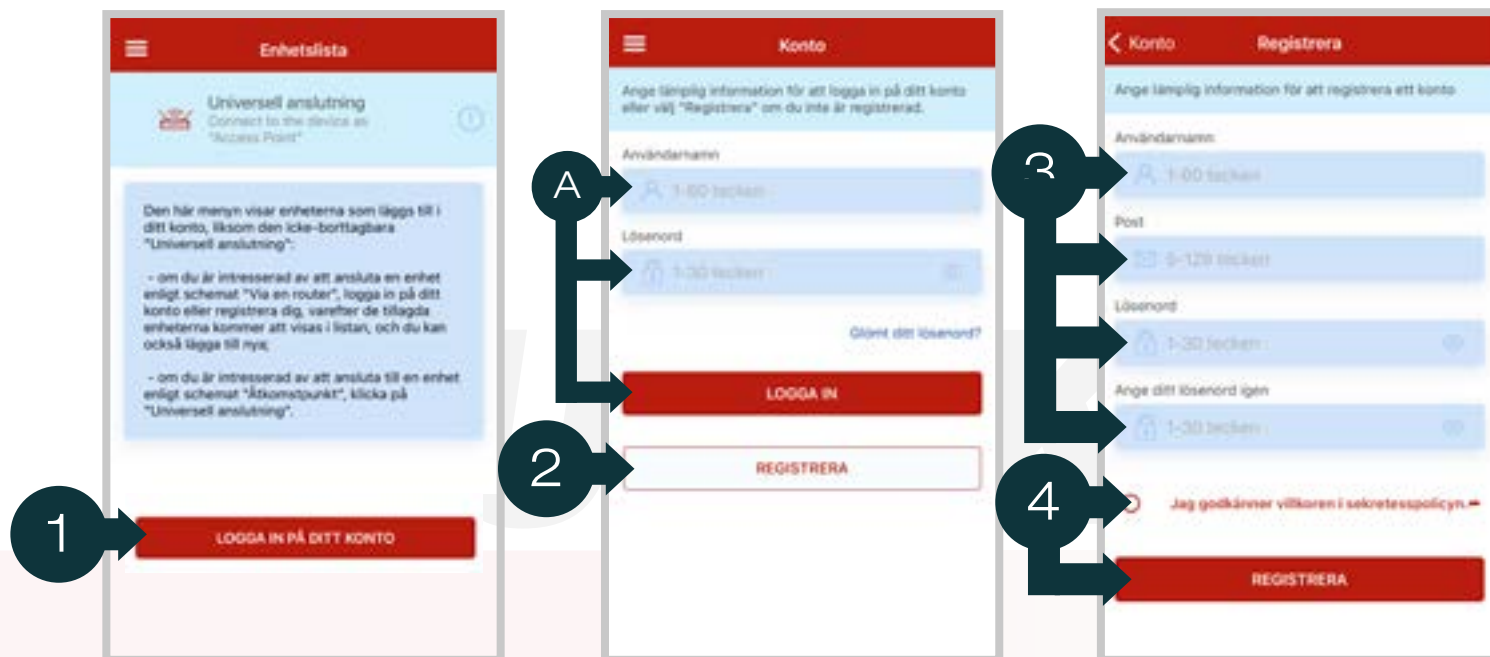 Enhetslista
Universell anslutning
Connect to the device as
"Access Point"
Den här menyn visar enheterna som läggs till i
ditt konto, liksom den icke-borttagbara
"Universell anslutning":
- om du är intresserad av att ansluta en enhet
enligt schemat "Via en router", logga in på ditt
konto eller registrera dig, varefter de tillagda
enheterna kommer att visas i listan, och du kan
också lägga till nya;
- om du är intresserad av att ansluta till en enhet
enligt schemat "Åtkomstpunkt", klicka på
"Universell anslutning".
1
LOGGA IN PÅ DITT KONTO
Konto
Ange lämplig information för att logga in på ditt konto
eller välj "Registrera" om du inte är registrerad.
Användarnamn
A
1-60 tecken
Lösenord
1-30 tecken
Glömt ditt lösenord?
LOGGA IN
2
REGISTRERA
Konto
Registrera
Ange lämplig information för att registrera ett konto
Användarnamn
3
1-60 tecken
Post
5-129 tecken
Lösenord
1-30 tecken
Ange ditt lösenord igen
1-30 tecken
4
Jag godkänner villkoren i sekretesspolicyn.
REGISTRERA